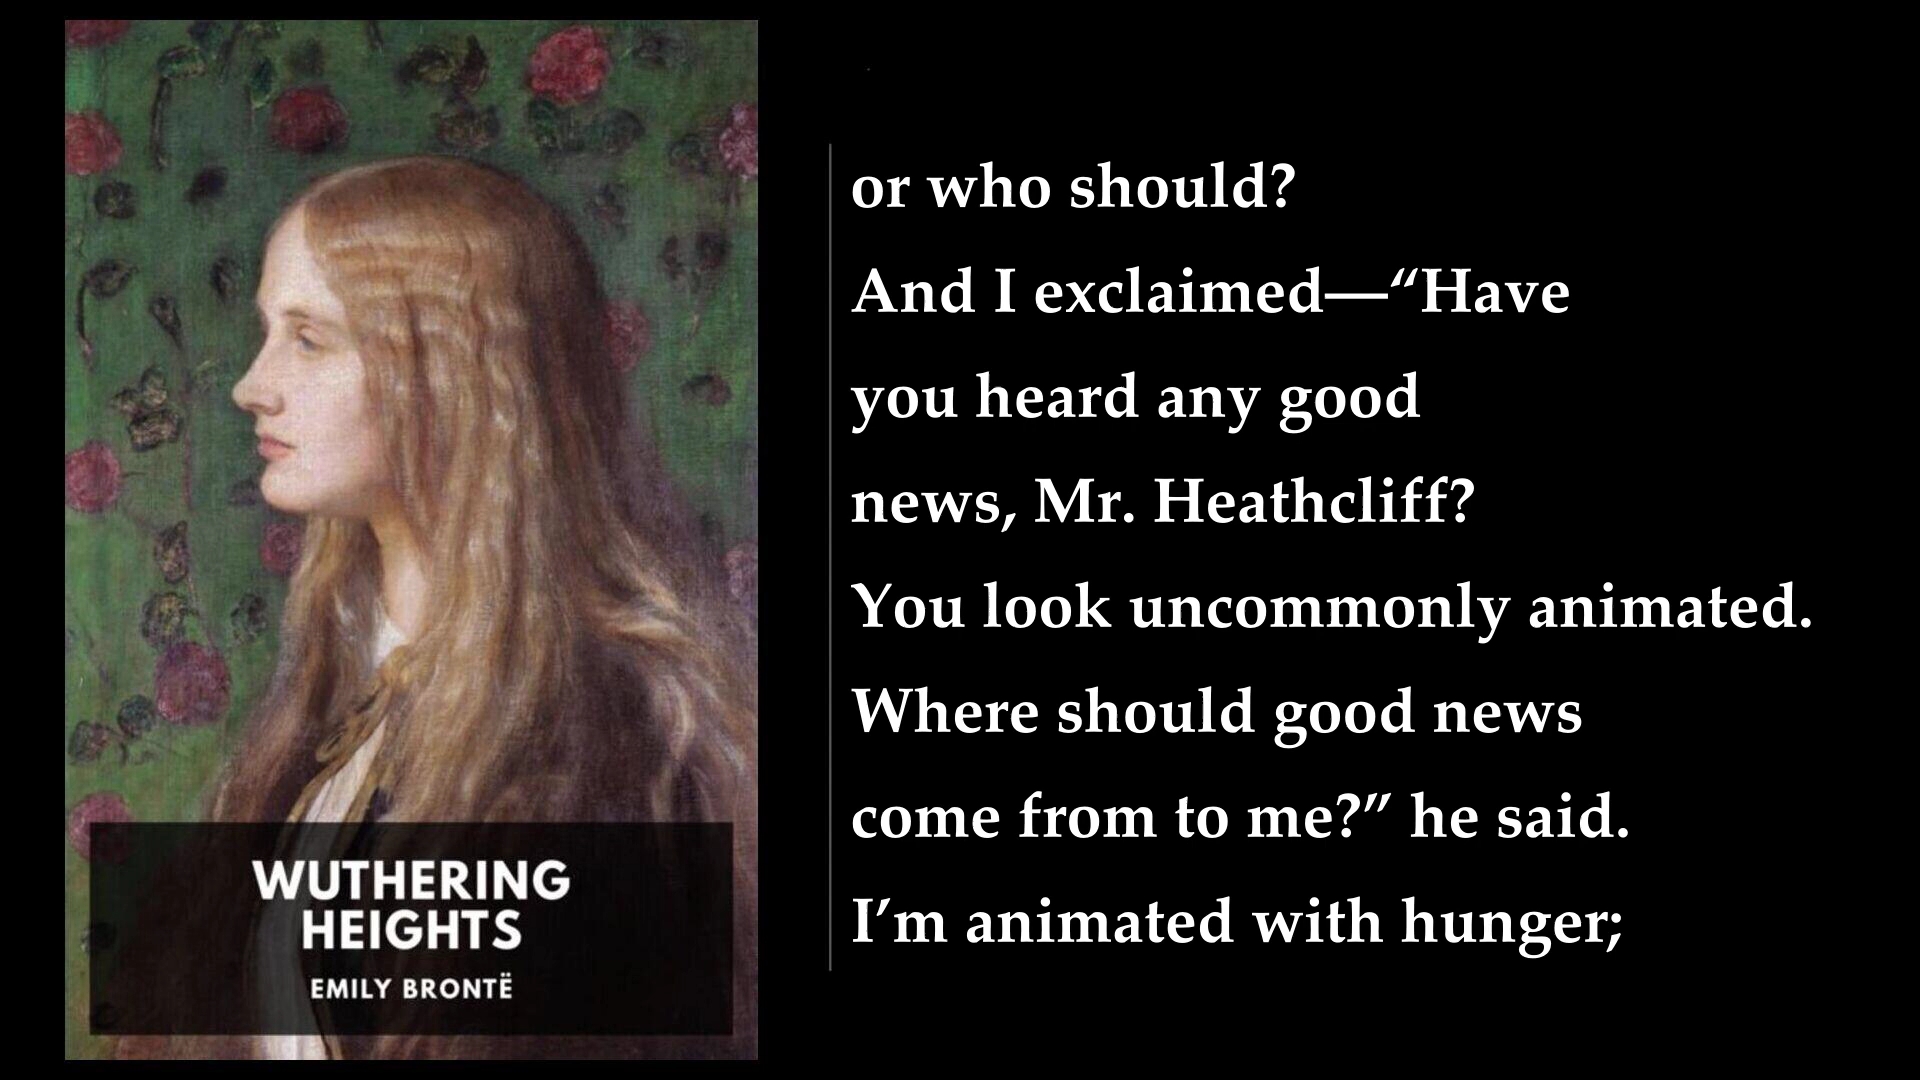 WUTHERING
HEIGHTS
EMILY BRONTË
or who should?
And I exclaimed—“Have
you heard any good
news, Mr. Heathcliff?
You look uncommonly animated.
Where should good news
come from to me?” he said.
I’m animated with hunger;